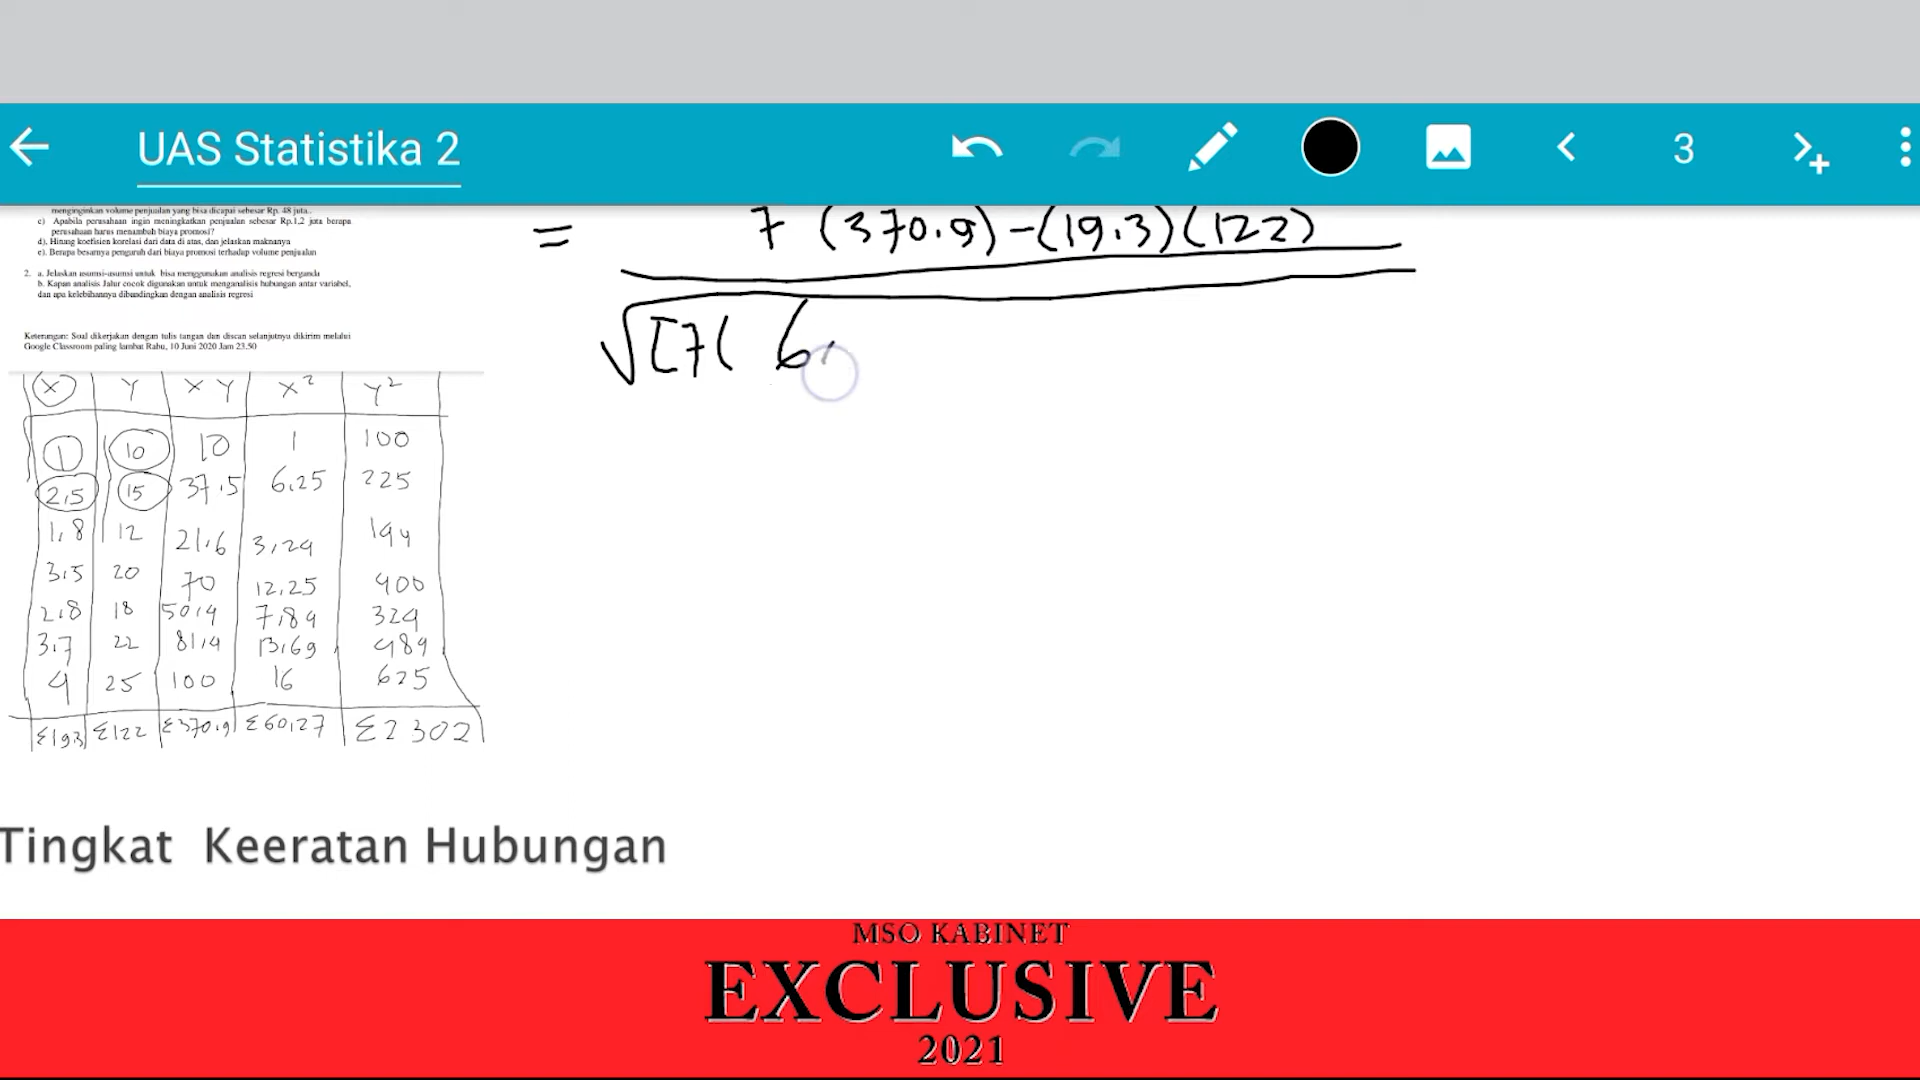 UAS Statistika 2
3
menginginkan volume penjualan yang bisa dicapai sebesar Rp. 48 juta..
c) Apabila perusahaan ingin meningkatkan penjualan sebesar Rp.1,2 juta berapa
perusahaan harus menambah biaya promosi?
d). Hitung koefisien korelasi dari data di atas, dan jelaskan maknanya
e). Berapa besarnya pengaruh dari biaya promosi terhadap volume penjualan
2. a. Jelaskan asumsi-asumsi untuk bisa menggunakan analisis regresi berganda
b. Kapan analisis Jalur cocok digunakan untuk menganalisis hubungan antar variabel,
dan apa kelebihannya dibandingkan dengan analisis regresi
Keterangan: Soal dikerjakan dengan tulis tangan dan discan selanjutnya dikirim melalui
Google Classroom paling lambat Rabu, 10 Juni 2020 Jam 23.50
= 7 (370.9) - (19.3)(122)
√[7( 6,
X Y XY X² Y²
1 10 10 1 100
2,5 15 37.5 6,25 225
1,8 12 21,6 3,24 144
3,5 20 70 12,25 400
2,8 18 50,4 7,84 324
3,7 22 81,4 13,69 484
4 25 100 16 625
Σ193 Σ122 Σ370,9 Σ60,27 Σ2302
Tingkat Keeratan Hubungan
MSO KABINET
EXCLUSIVE
2021